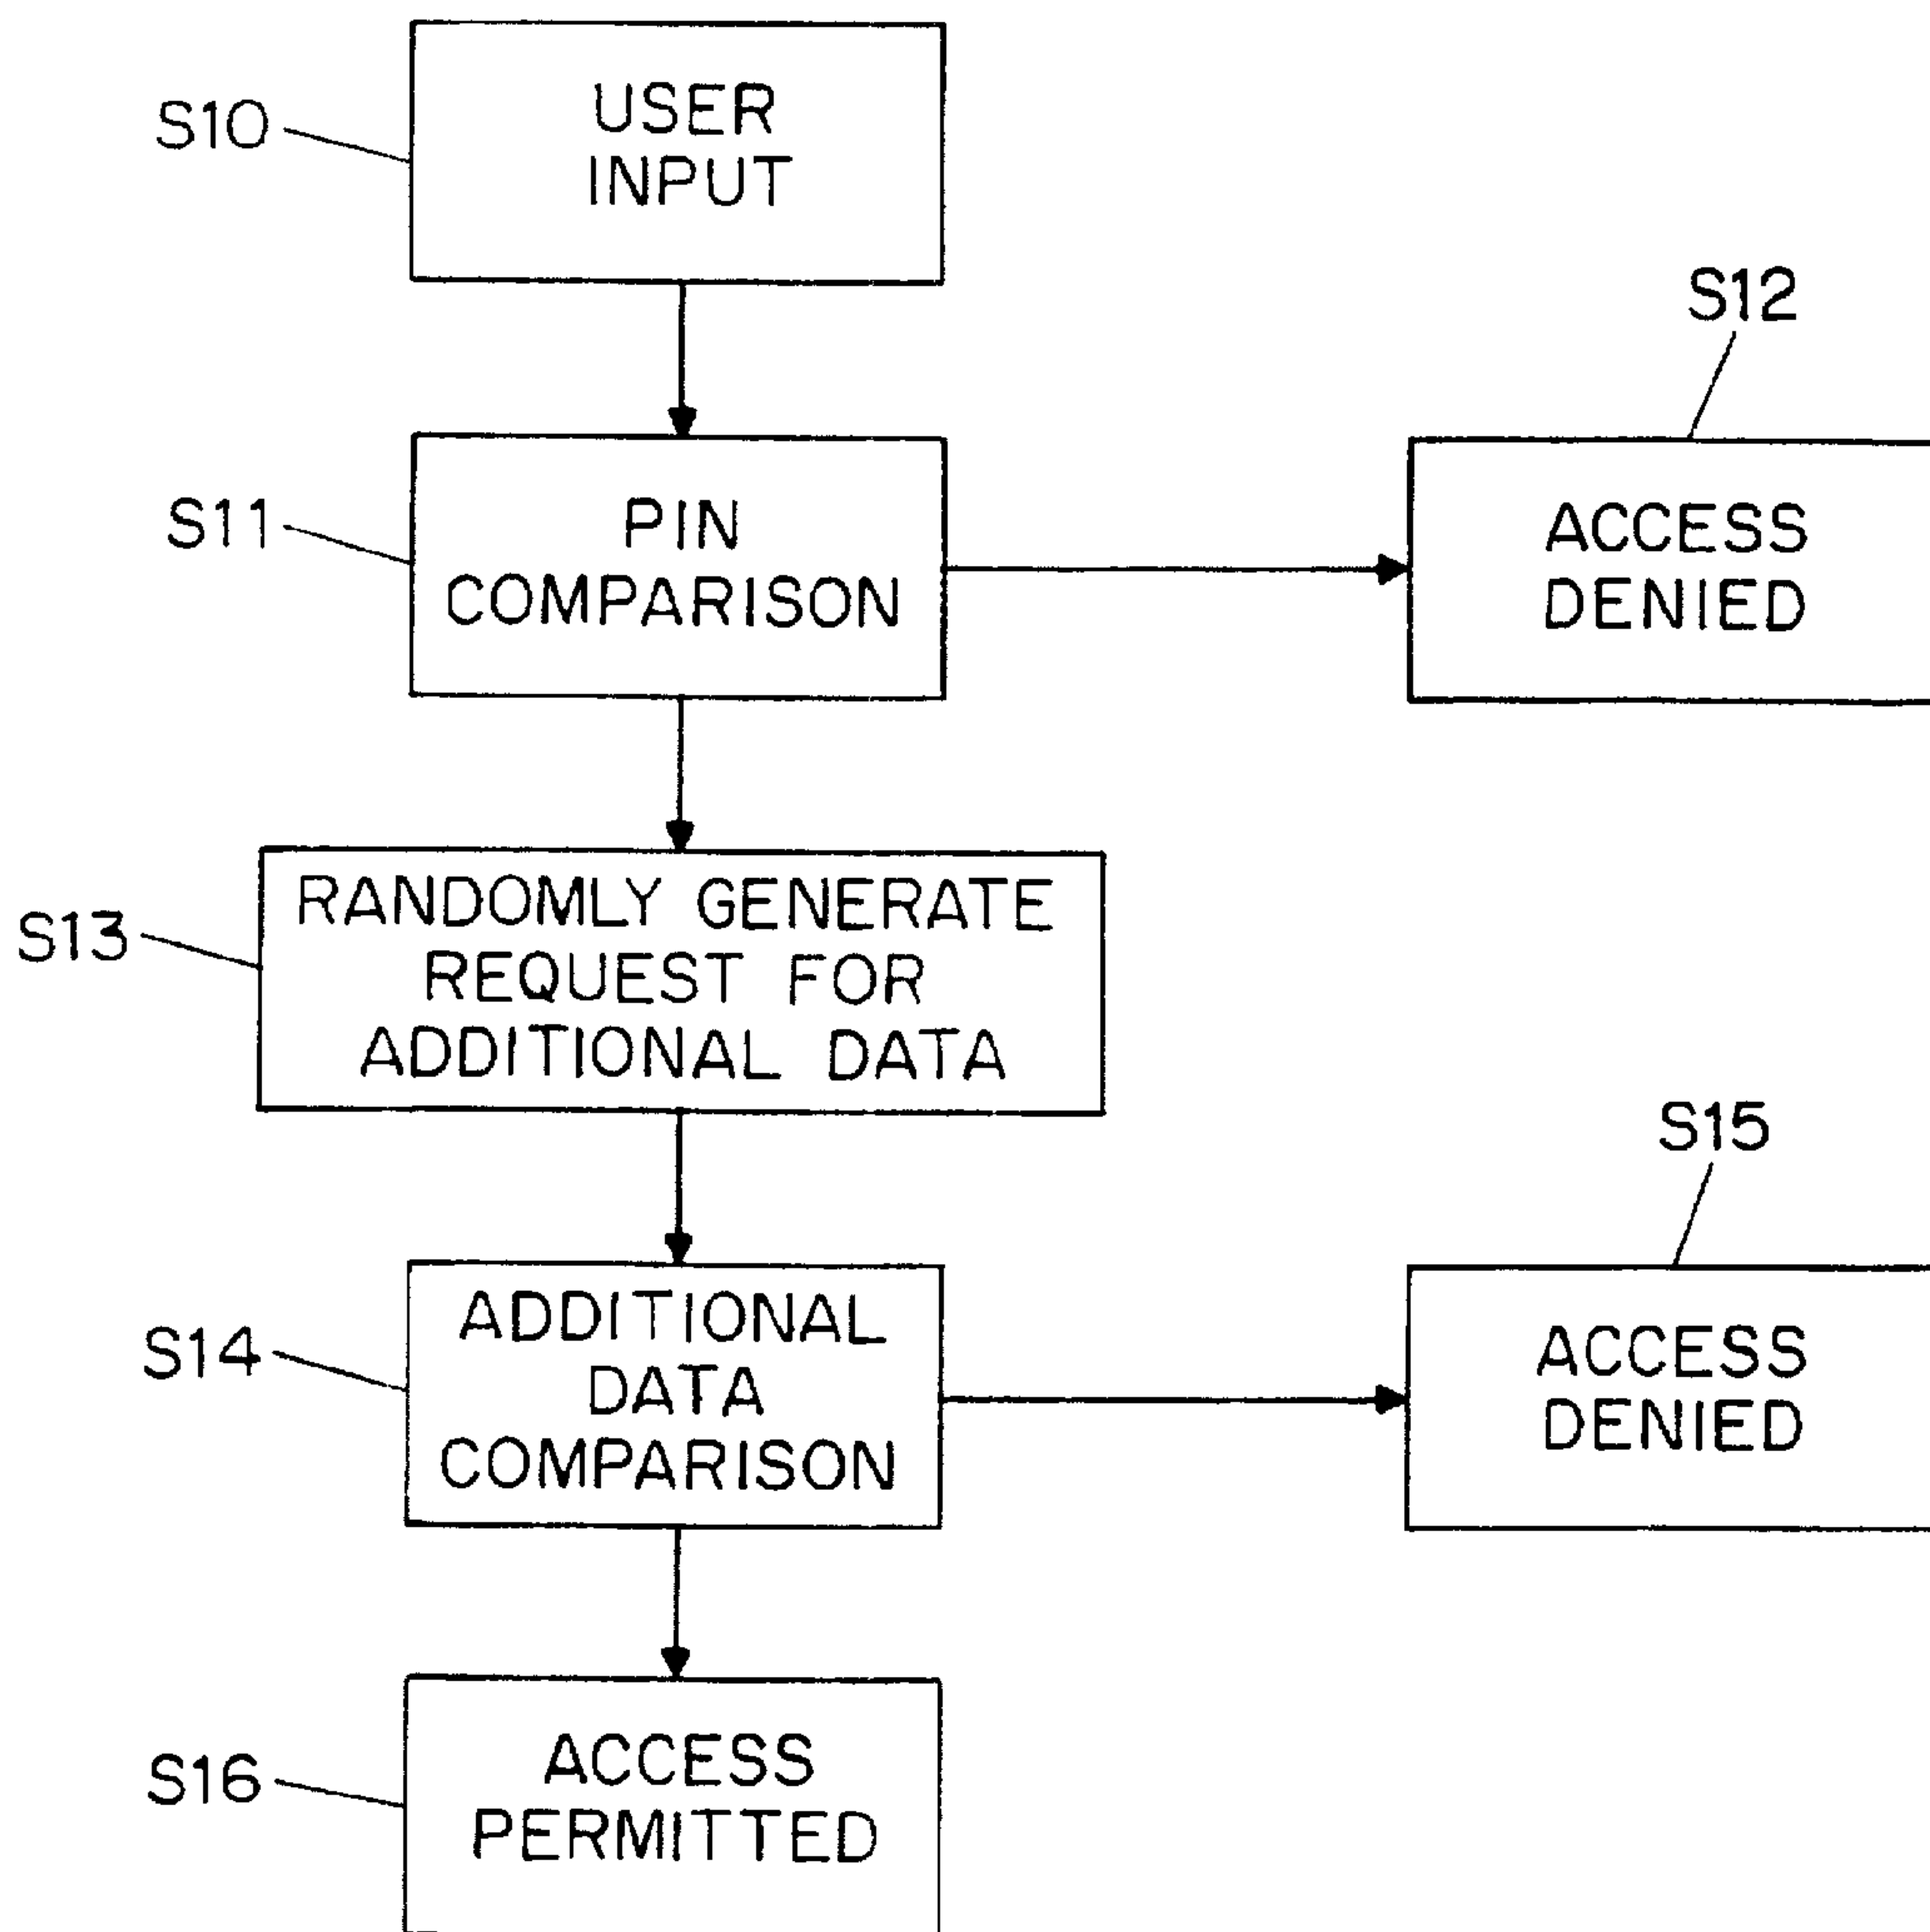 S10
USER
INPUT
S12
S11
PIN
COMPARISON
ACCESS
DENIED
S13
RANDOMLY GENERATE
REQUEST FOR
ADDITIONAL DATA
S15
S14
ADDITIONAL
DATA
COMPARISON
ACCESS
DENIED
S16
ACCESS
PERMITTED